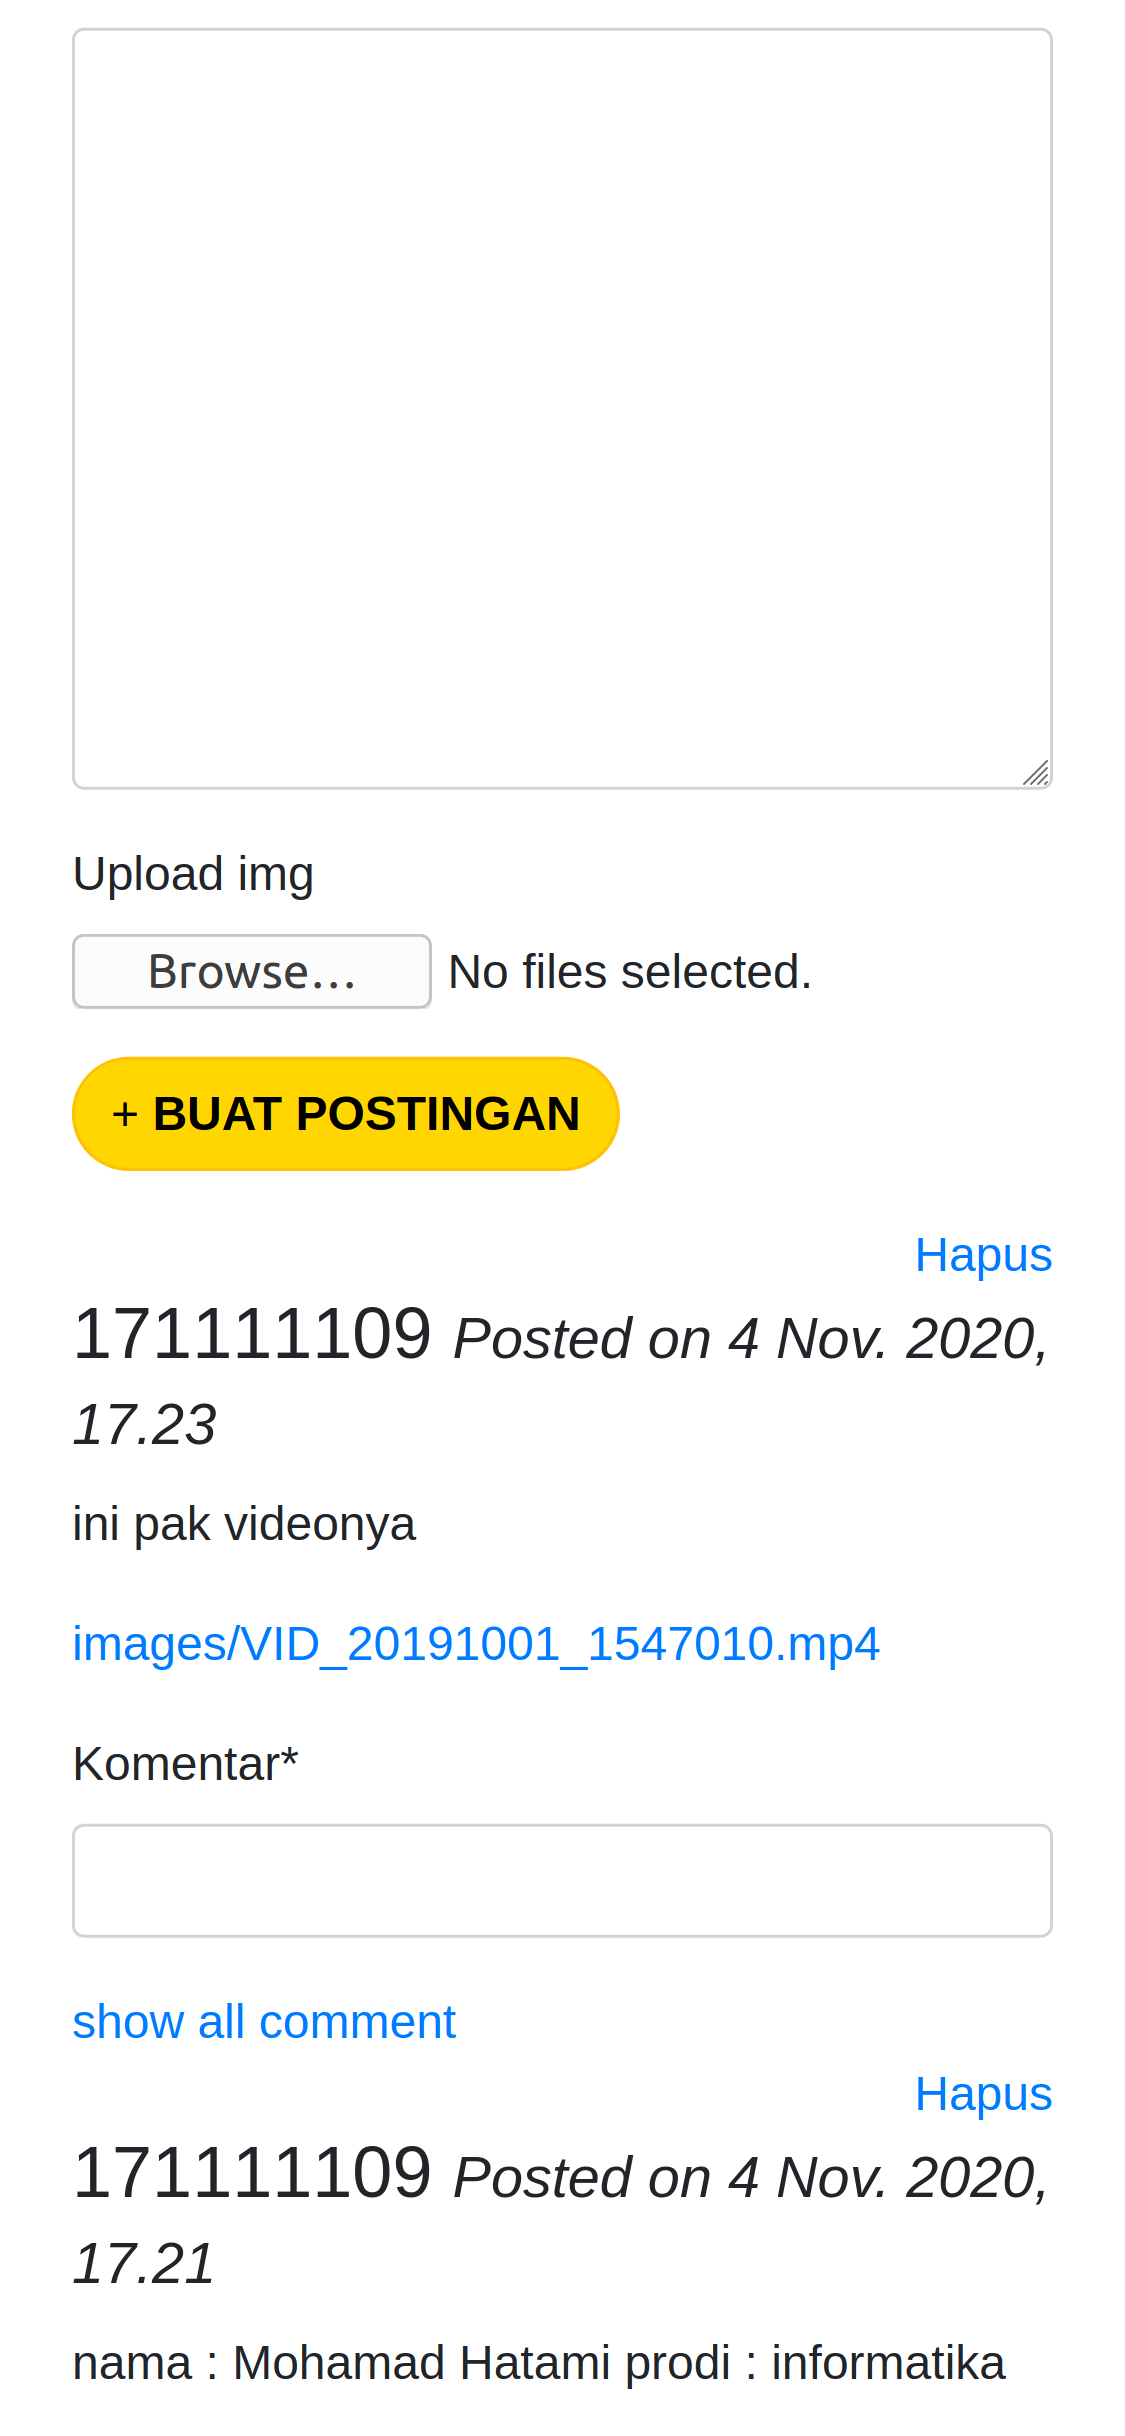 Upload img
Browse... No files selected.
+ BUAT POSTINGAN
Hapus
171111109 Posted on 4 Nov. 2020,
17.23
ini pak videonya
images/VID_20191001_1547010.mp4
Komentar*
show all comment
Hapus
171111109 Posted on 4 Nov. 2020,
17.21
nama : Mohamad Hatami prodi : informatika